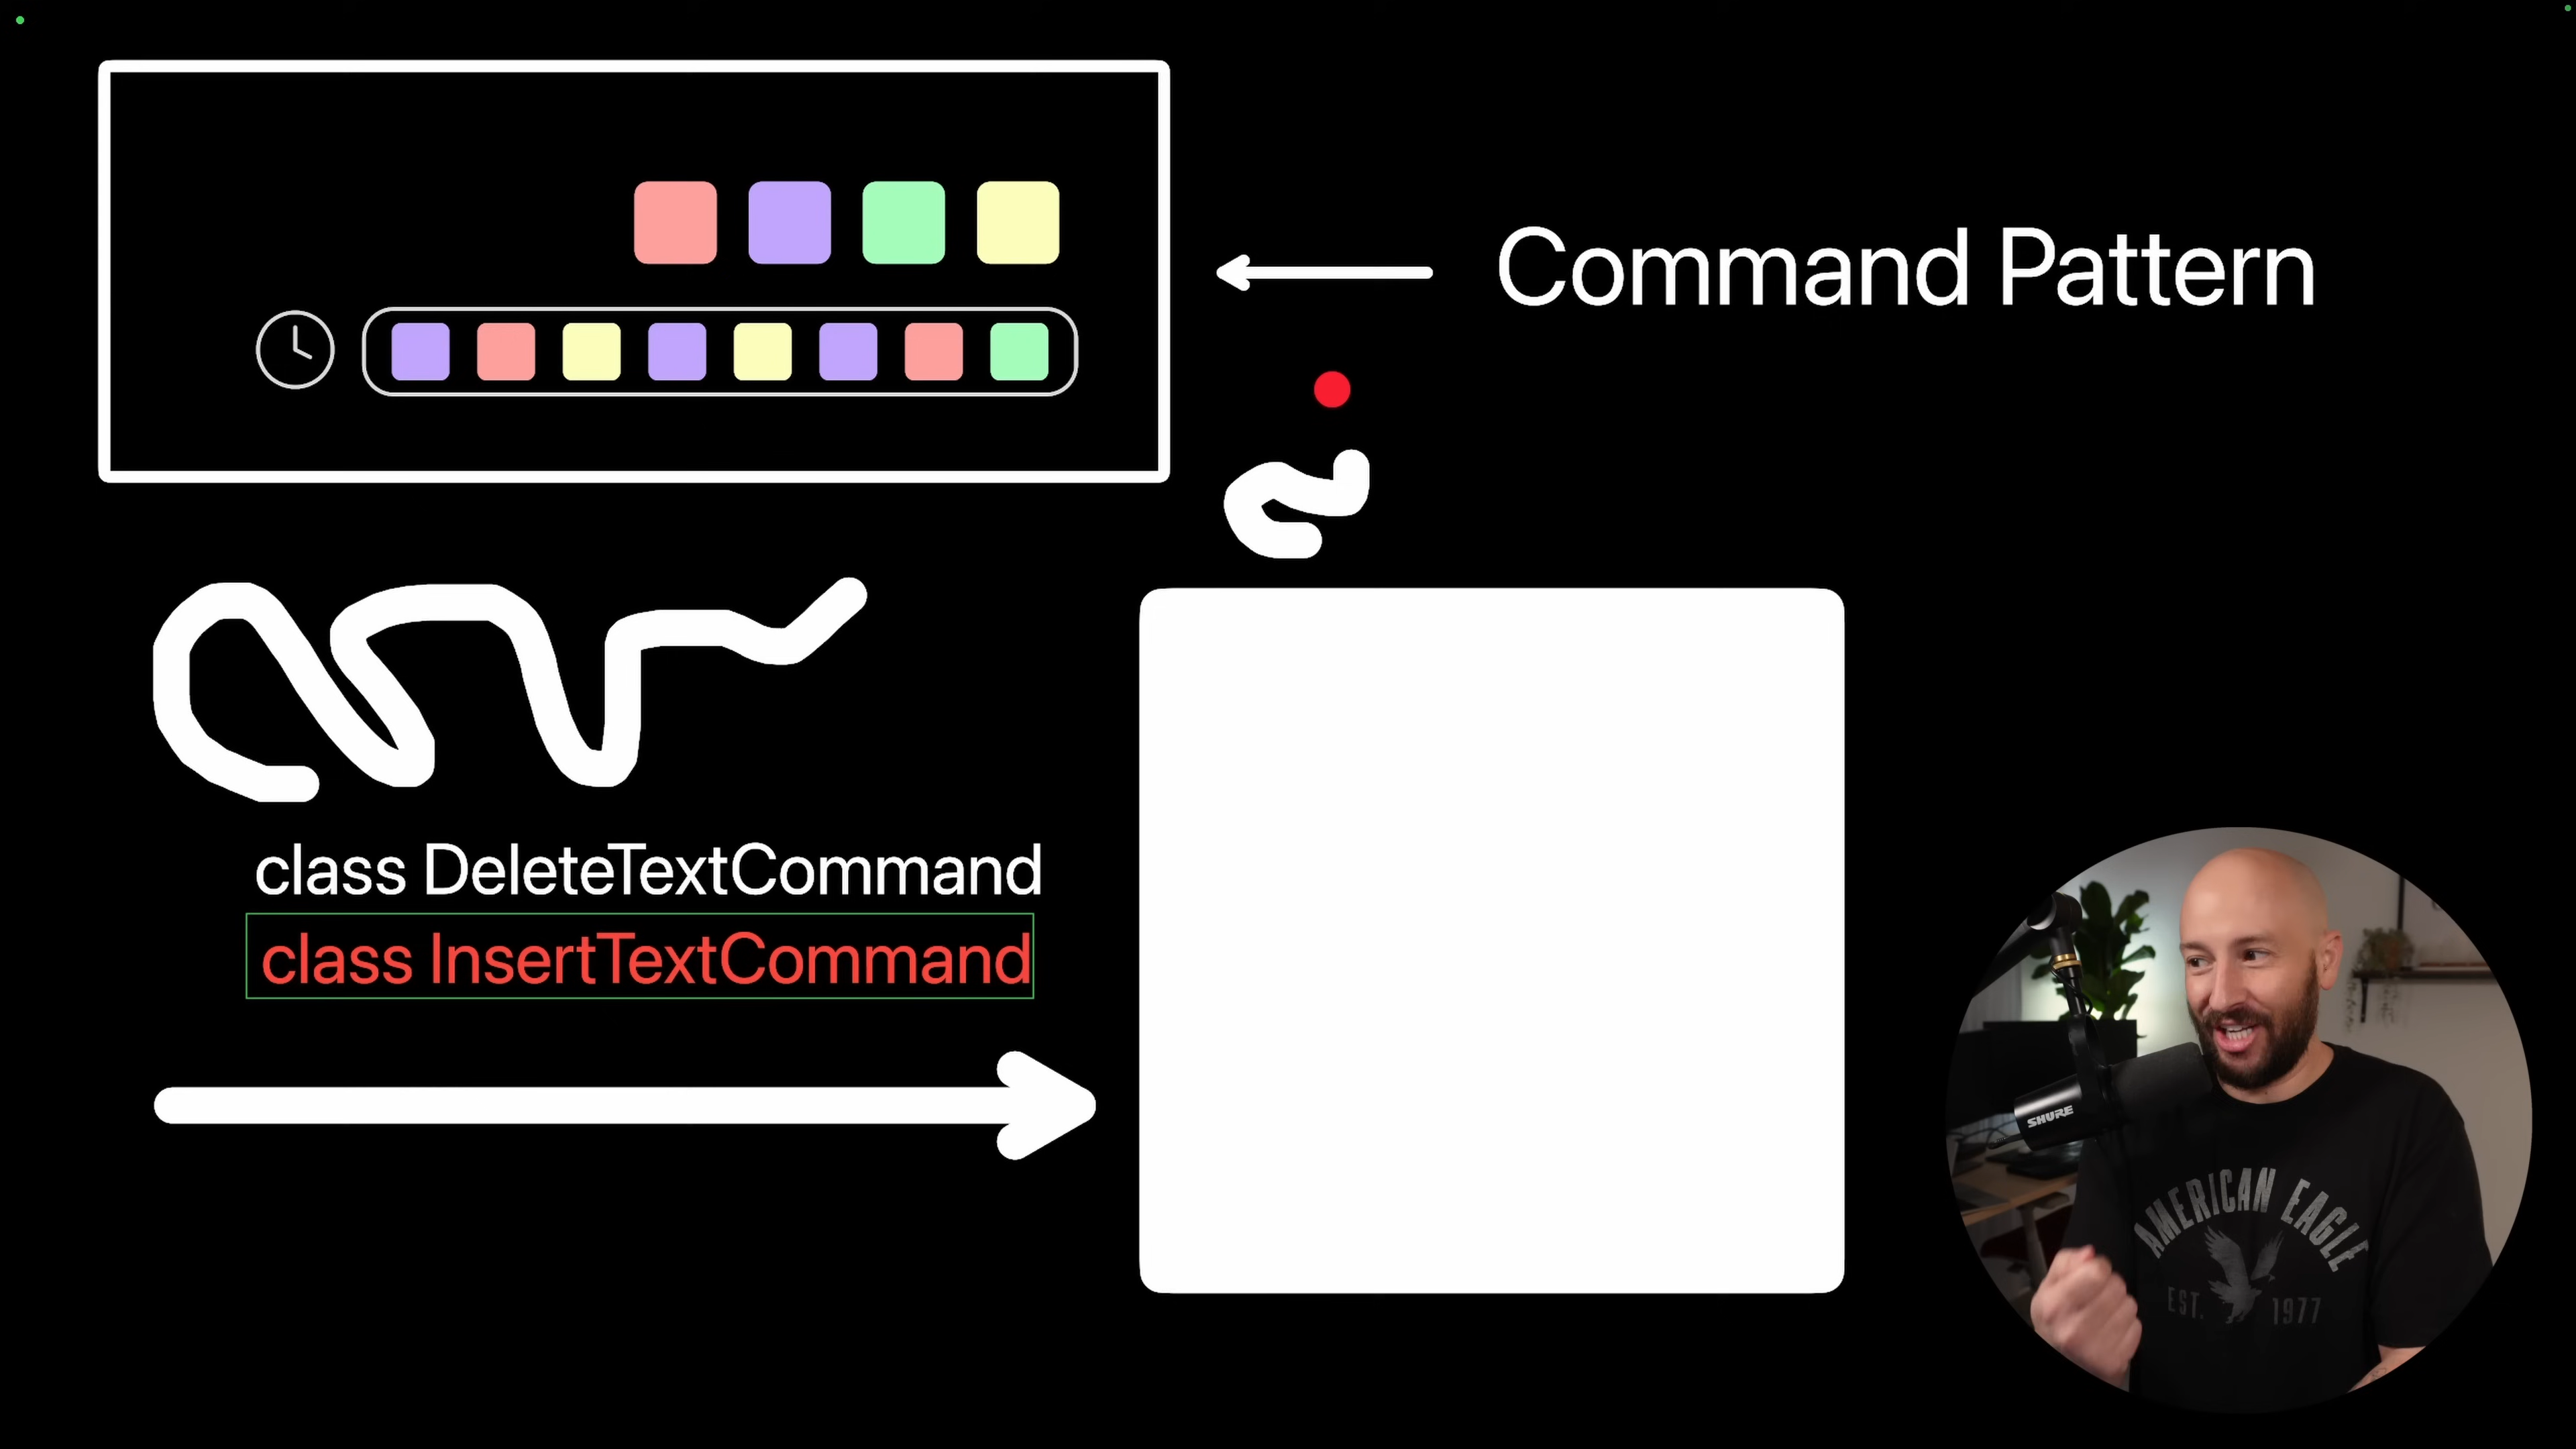 Command Pattern
class DeleteTextCommand
class InsertTextCommand
SHURE
AMERICAN EAGLE
EST. 1977